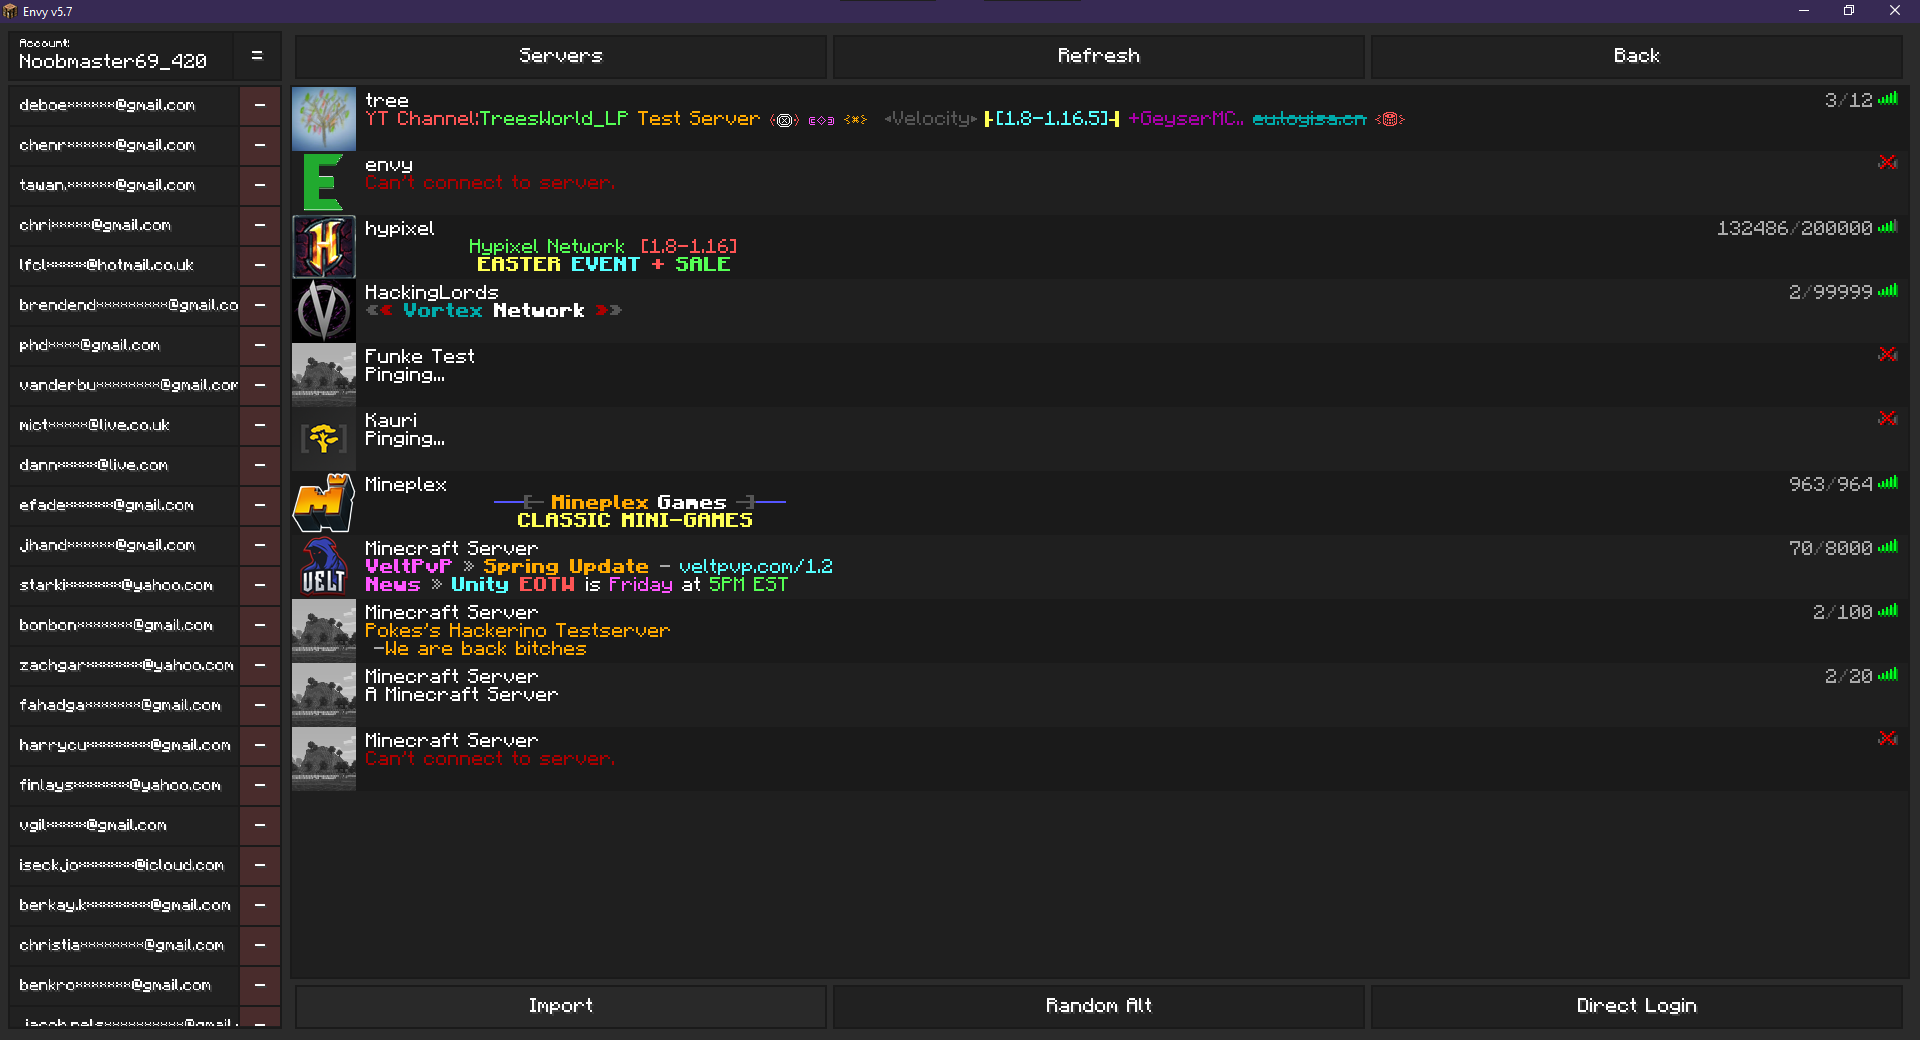 Envy v5.7
Account:
Noobmaster69_420
=
Servers
Refresh
Back
deboe******@gmail.com
chenr******@gmail.com
tawan.******@gmail.com
chri*****@gmail.com
lfcl*****@hotmail.co.uk
brendend*********@gmail.co
phd****@gmail.com
vanderbu********@gmail.com
mict*****@live.co.uk
dann*****@live.com
efade******@gmail.com
jhand******@gmail.com
starki*******@yahoo.com
bonbon*******@gmail.com
zachgar*******@yahoo.com
fahadga*******@gmail.com
harrycu********@gmail.com
finlays*******@yahoo.com
vgil*****@gmail.com
iseck.jo*******@icloud.com
berkay.k********@gmail.com
christia********@gmail.com
benkro*******@gmail.com
jacob.nels**********@gmail.
tree
3/12
YT Channel:TreesWorld_LP Test Server ◂Velocity▸ [1.8-1.16.5] +GeyserMC.. eu.loyisa.cn
envy
Can't connect to server.
hypixel
132486/200000
Hypixel Network [1.8-1.16]
EASTER EVENT + SALE
HackingLords
2/99999
Vortex Network
Funke Test
Pinging...
Kauri
Pinging...
Mineplex
963/964
Mineplex Games
CLASSIC MINI-GAMES
VELT
Minecraft Server
70/8000
VeltPvP » Spring Update - veltpvp.com/1.2
News » Unity EOTW is Friday at 5PM EST
Minecraft Server
2/100
Pokes's Hackerino Testserver
-We are back bitches
Minecraft Server
2/20
A Minecraft Server
Minecraft Server
Can't connect to server.
Import
Random Alt
Direct Login